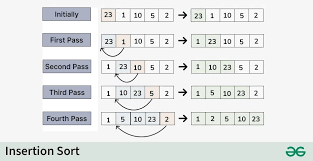 Initially 23 1 10 5 2 23 1 10 5 2
First Pass 23 1 10 5 2 1 23 10 5 2
Second Pass 1 23 10 5 2 1 10 23 5 2
Third Pass 1 10 23 5 2 1 5 10 23 2
Fourth Pass 1 5 10 23 2 1 2 5 10 23
Insertion Sort